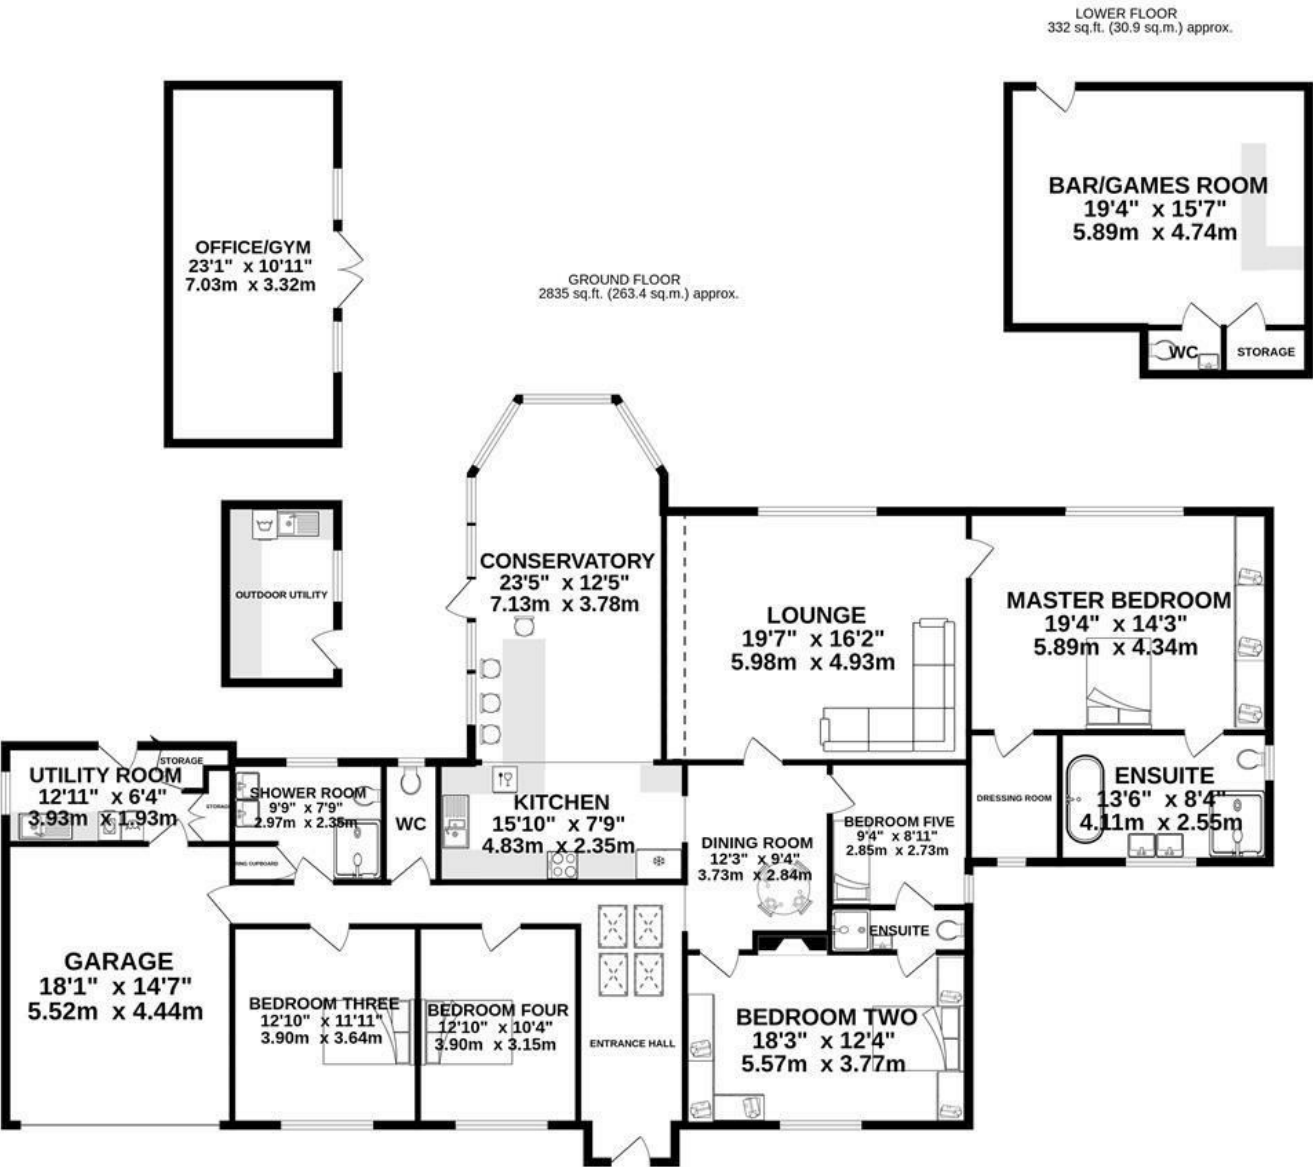 LOWER FLOOR
332 sq.ft. (30.9 sq.m.) approx.
BAR/GAMES ROOM
19'4" x 15'7"
5.89m x 4.74m
WC
STORAGE
OFFICE/GYM
23'1" x 10'11"
7.03m x 3.32m
GROUND FLOOR
2835 sq.ft. (263.4 sq.m.) approx.
OUTDOOR UTILITY
CONSERVATORY
23'5" x 12'5"
7.13m x 3.78m
LOUNGE
19'7" x 16'2"
5.98m x 4.93m
MASTER BEDROOM
19'4" x 14'3"
5.89m x 4.34m
STORAGE
UTILITY ROOM
12'11" x 6'4"
3.93m x 1.93m
STORAGE
SHOWER ROOM
9'9" x 7'9"
2.97m x 2.35m
CUPBOARD
WC
KITCHEN
15'10" x 7'9"
4.83m x 2.35m
DINING ROOM
12'3" x 9'4"
3.73m x 2.84m
BEDROOM FIVE
9'4" x 8'11"
2.85m x 2.73m
DRESSING ROOM
ENSUITE
13'6" x 8'4"
4.11m x 2.55m
ENSUITE
GARAGE
18'1" x 14'7"
5.52m x 4.44m
BEDROOM THREE
12'10" x 11'11"
3.90m x 3.64m
BEDROOM FOUR
12'10" x 10'4"
3.90m x 3.15m
ENTRANCE HALL
BEDROOM TWO
18'3" x 12'4"
5.57m x 3.77m